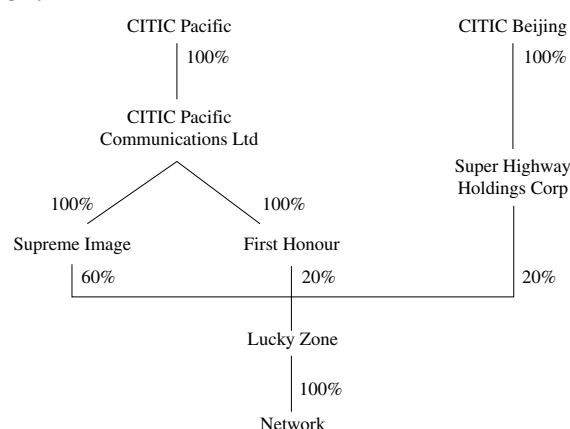 CITIC Pacific
CITIC Beijing
100%
100%
CITIC Pacific
Communications Ltd
Super Highway
Holdings Corp
100%
100%
Supreme Image
First Honour
60%
20%
20%
Lucky Zone
100%
Network